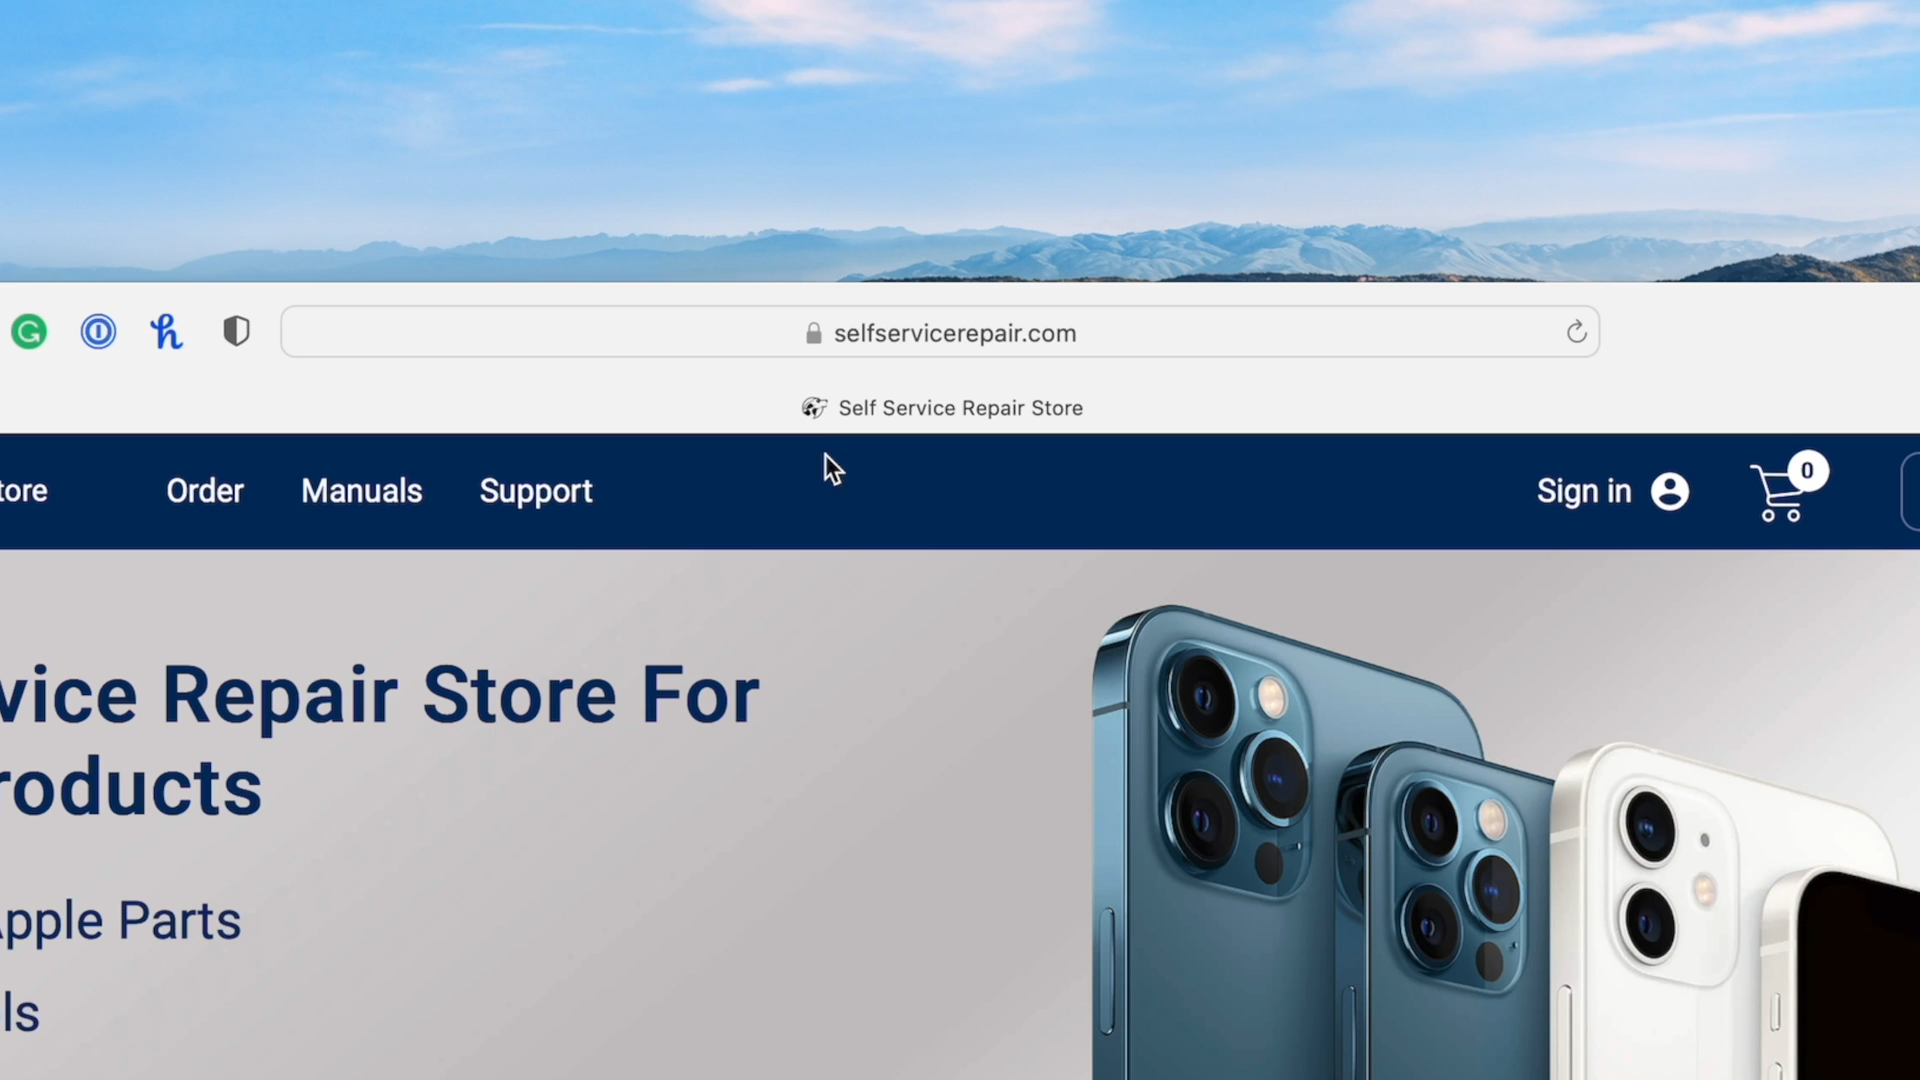 selfservicerepair.com
Self Service Repair Store
tore Order Manuals Support Sign in 0
vice Repair Store For
roducts
Apple Parts
ls